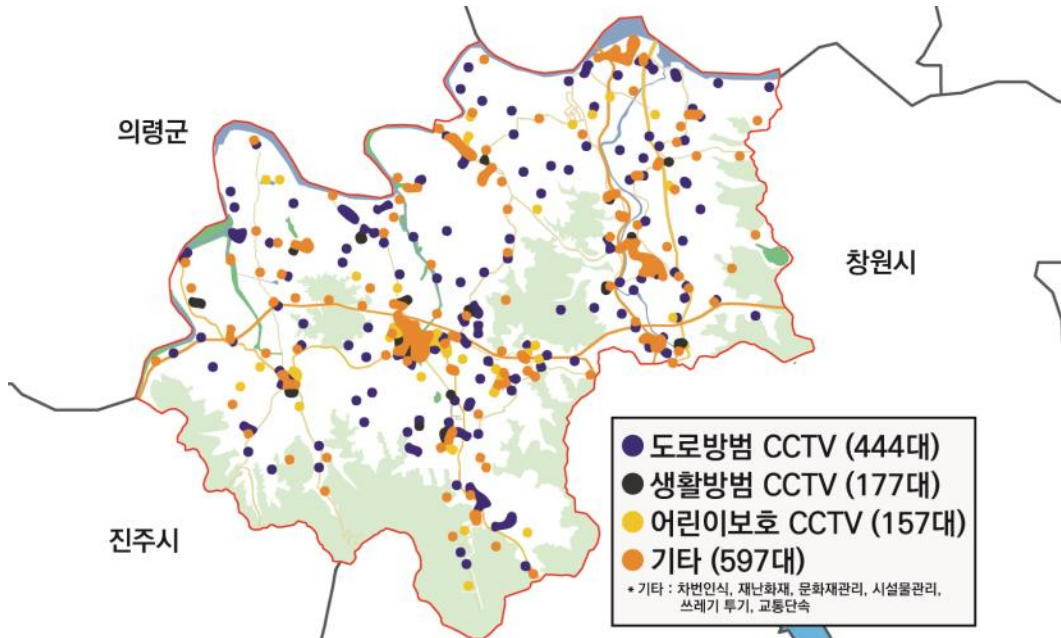 의령군
창원시
진주시
도로방범 CCTV (444대)
생활방범 CCTV (177대)
어린이보호 CCTV (157대)
기타 (597대)
* 기타 : 차번인식, 재난화재, 문화재관리, 시설물관리,
쓰레기 투기, 교통단속